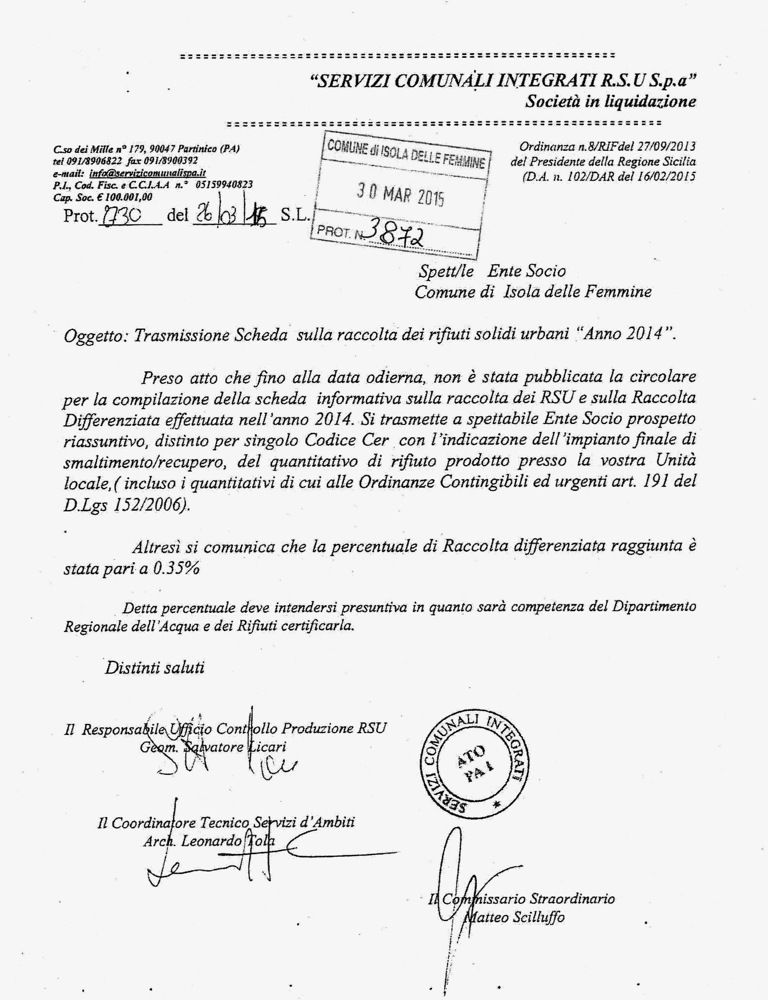 “SERVIZI COMUNALI INTEGRATI R.S.U S.p.a”
Società in liquidazione
C.so dei Mille n° 179, 90047 Partinico (PA)
tel 091/8906822 fax 091/8900392
e-mail: info@servizicomunalispa.it
P.I., Cod. Fisc. e C.C.I.A.A n.° 05159940823
Cap. Soc. € 100.001,00
Prot. 1730 del 26/03/15 S.L.
COMUNE di ISOLA DELLE FEMMINE
30 MAR 2015
PROT. N. 3872
Ordinanza n.8/RIFdel 27/09/2013
del Presidente della Regione Sicilia
(D.A. n. 102/DAR del 16/02/2015
Spett/le Ente Socio
Comune di Isola delle Femmine
Oggetto: Trasmissione Scheda sulla raccolta dei rifiuti solidi urbani “Anno 2014”.
Preso atto che fino alla data odierna, non è stata pubblicata la circolare
per la compilazione della scheda informativa sulla raccolta dei RSU e sulla Raccolta
Differenziata effettuata nell'anno 2014. Si trasmette a spettabile Ente Socio prospetto
riassuntivo, distinto per singolo Codice Cer con l'indicazione dell'impianto finale di
smaltimento/recupero, del quantitativo di rifiuto prodotto presso la vostra Unità
locale,( incluso i quantitativi di cui alle Ordinanze Contingibili ed urgenti art. 191 del
D.Lgs 152/2006).
Altresì si comunica che la percentuale di Raccolta differenziata raggiunta è
stata pari a 0.35%
Detta percentuale deve intendersi presuntiva in quanto sarà competenza del Dipartimento
Regionale dell'Acqua e dei Rifiuti certificarla.
Distinti saluti
Il Responsabile Ufficio Controllo Produzione RSU
Geom. Salvatore Licari
SERVIZI COMUNALI INTEGRATI *
ATO
PA 1
Il Coordinatore Tecnico Servizi d'Ambiti
Arch. Leonardo Tola
Il Commissario Straordinario
Matteo Scilluffo